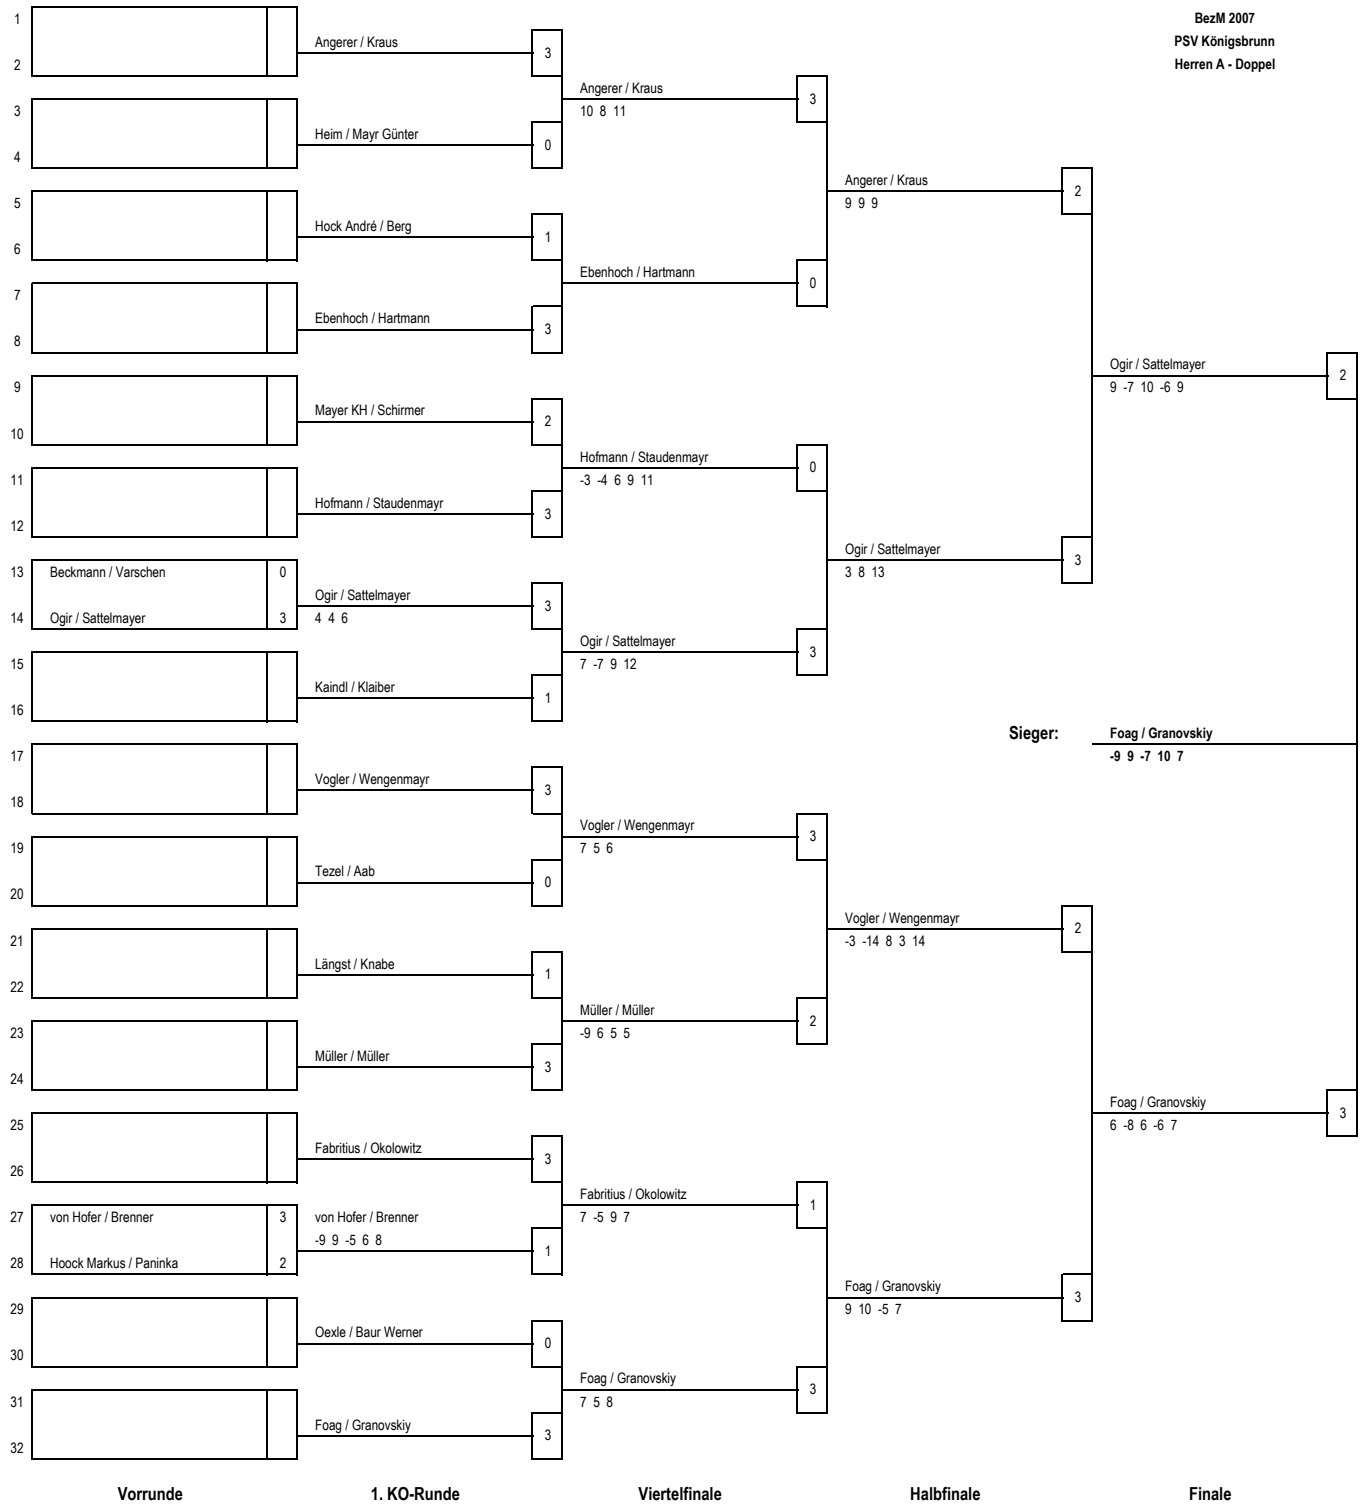 BezM 2007
PSV Königsbrunn
Herren A - Doppel
1
2
3
4
5
6
7
8
9
10
11
12
13 Beckmann / Varschen 0
14 Ogir / Sattelmayer 3
15
16
17
18
19
20
21
22
23
24
25
26
27 von Hofer / Brenner 3
28 Hoock Markus / Paninka 2
29
30
31
32
Vorrunde
Angerer / Kraus 3
Heim / Mayr Günter 0
Hock André / Berg 1
Ebenhoch / Hartmann 3
Mayer KH / Schirmer 2
Hofmann / Staudenmayr 3
Ogir / Sattelmayer 3
4 4 6
Kaindl / Klaiber 1
Vogler / Wengenmayr 3
Tezel / Aab 0
Längst / Knabe 1
Müller / Müller 3
Fabritius / Okolowitz 3
von Hofer / Brenner
-9 9 -5 6 8
1
Oexle / Baur Werner 0
Foag / Granovskiy 3
1. KO-Runde
Angerer / Kraus 3
10 8 11
Ebenhoch / Hartmann 0
Hofmann / Staudenmayr 0
-3 -4 6 9 11
Ogir / Sattelmayer 3
7 -7 9 12
Vogler / Wengenmayr 3
7 5 6
Müller / Müller 2
-9 6 5 5
Fabritius / Okolowitz 1
7 -5 9 7
Foag / Granovskiy 3
7 5 8
Viertelfinale
Angerer / Kraus 2
9 9 9
Ogir / Sattelmayer 3
3 8 13
Vogler / Wengenmayr 2
-3 -14 8 3 14
Foag / Granovskiy 3
9 10 -5 7
Halbfinale
Ogir / Sattelmayer 2
9 -7 10 -6 9
Sieger: Foag / Granovskiy
-9 9 -7 10 7
Foag / Granovskiy 3
6 -8 6 -6 7
Finale